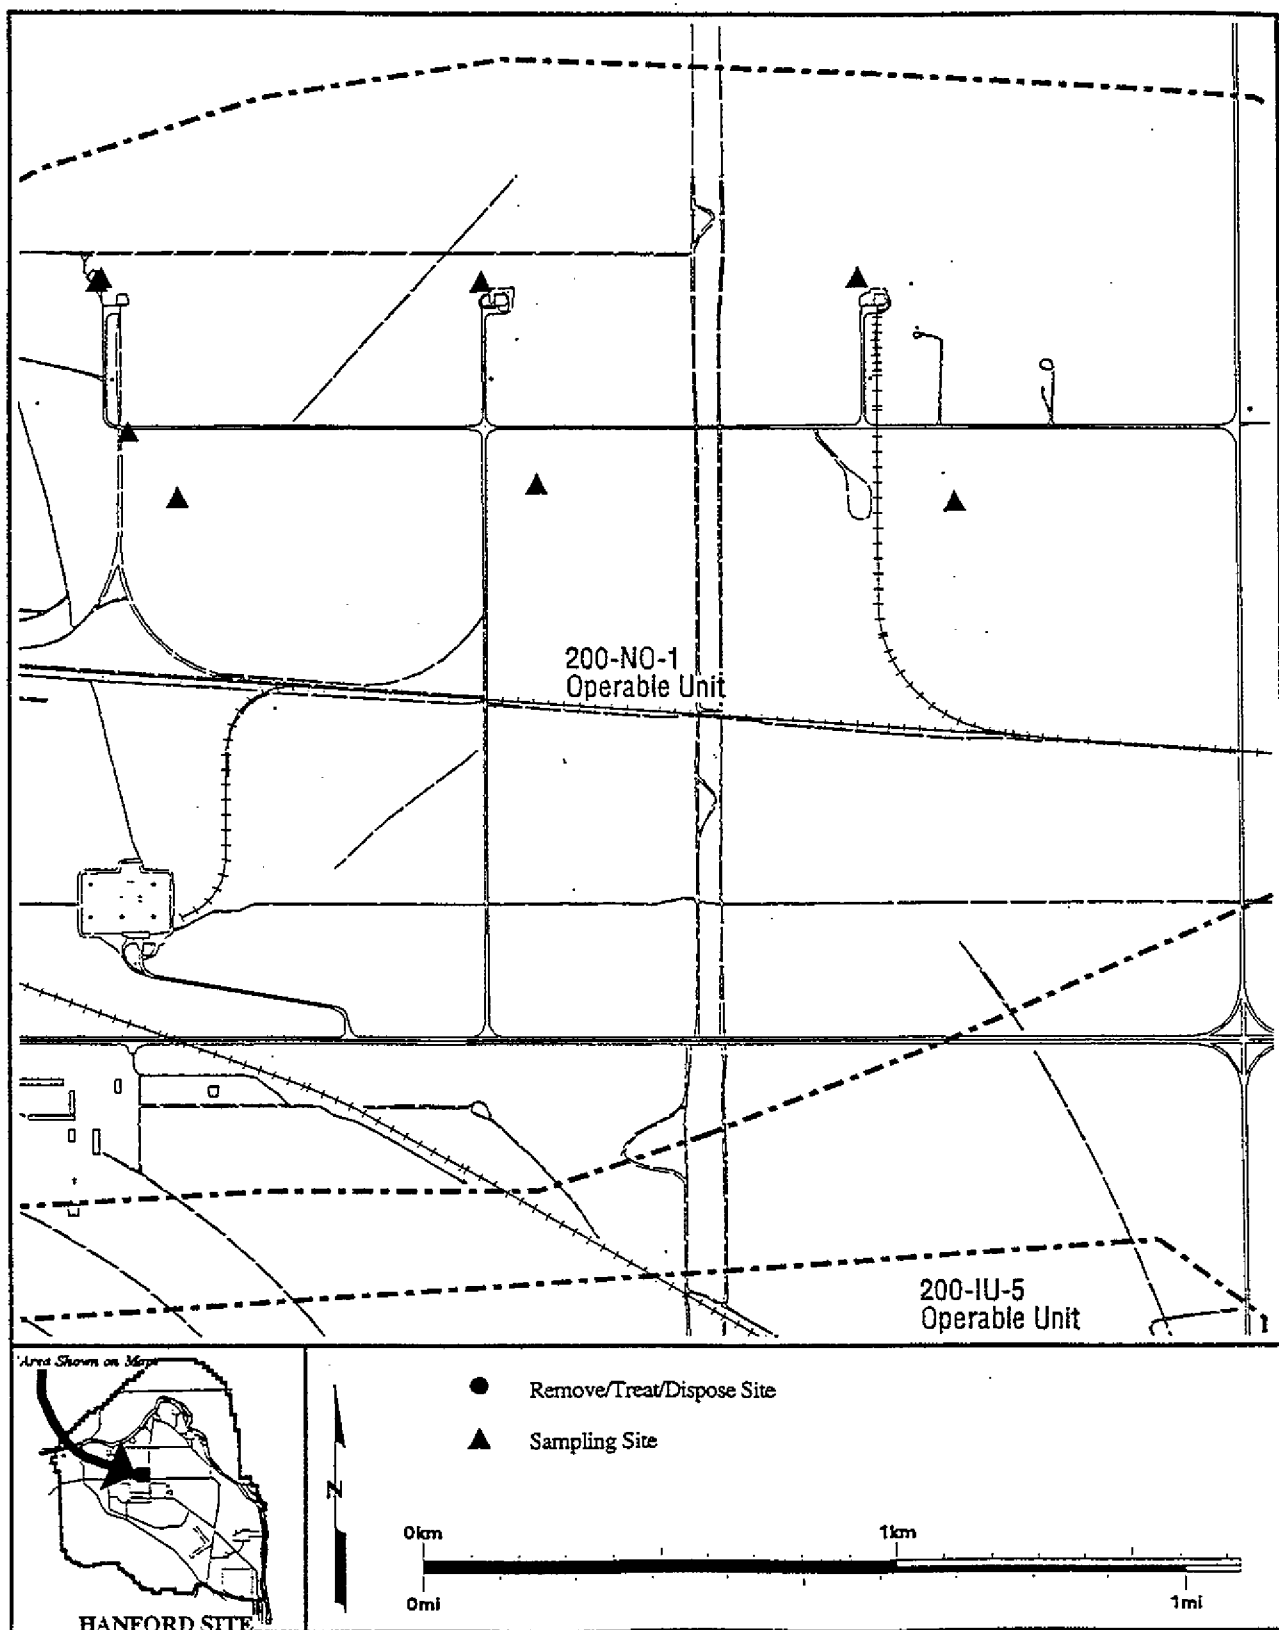 200-NO-1
Operable Unit
200-IU-5
Operable Unit
Area Shown on Map
HANFORD SITE
N
Remove/Treat/Dispose Site
Sampling Site
0km 1km
0mi 1mi